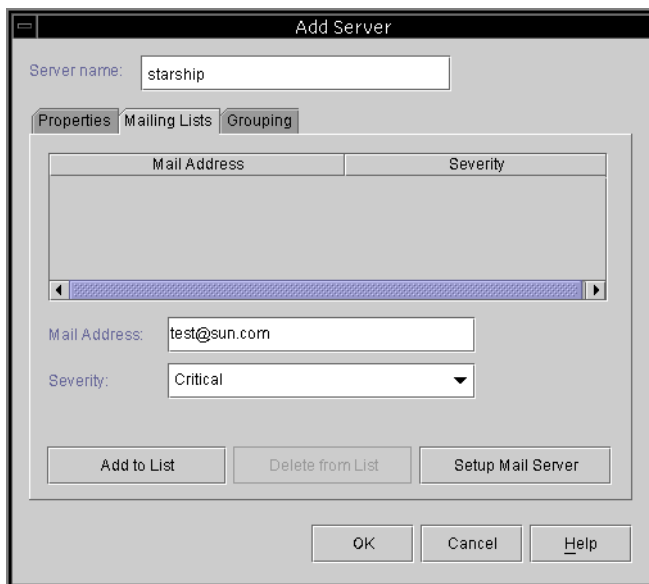 Add Server
Server name: starship
Properties Mailing Lists Grouping
Mail Address Severity
Mail Address: test@sun.com
Severity: Critical
Add to List Delete from List Setup Mail Server
OK Cancel Help